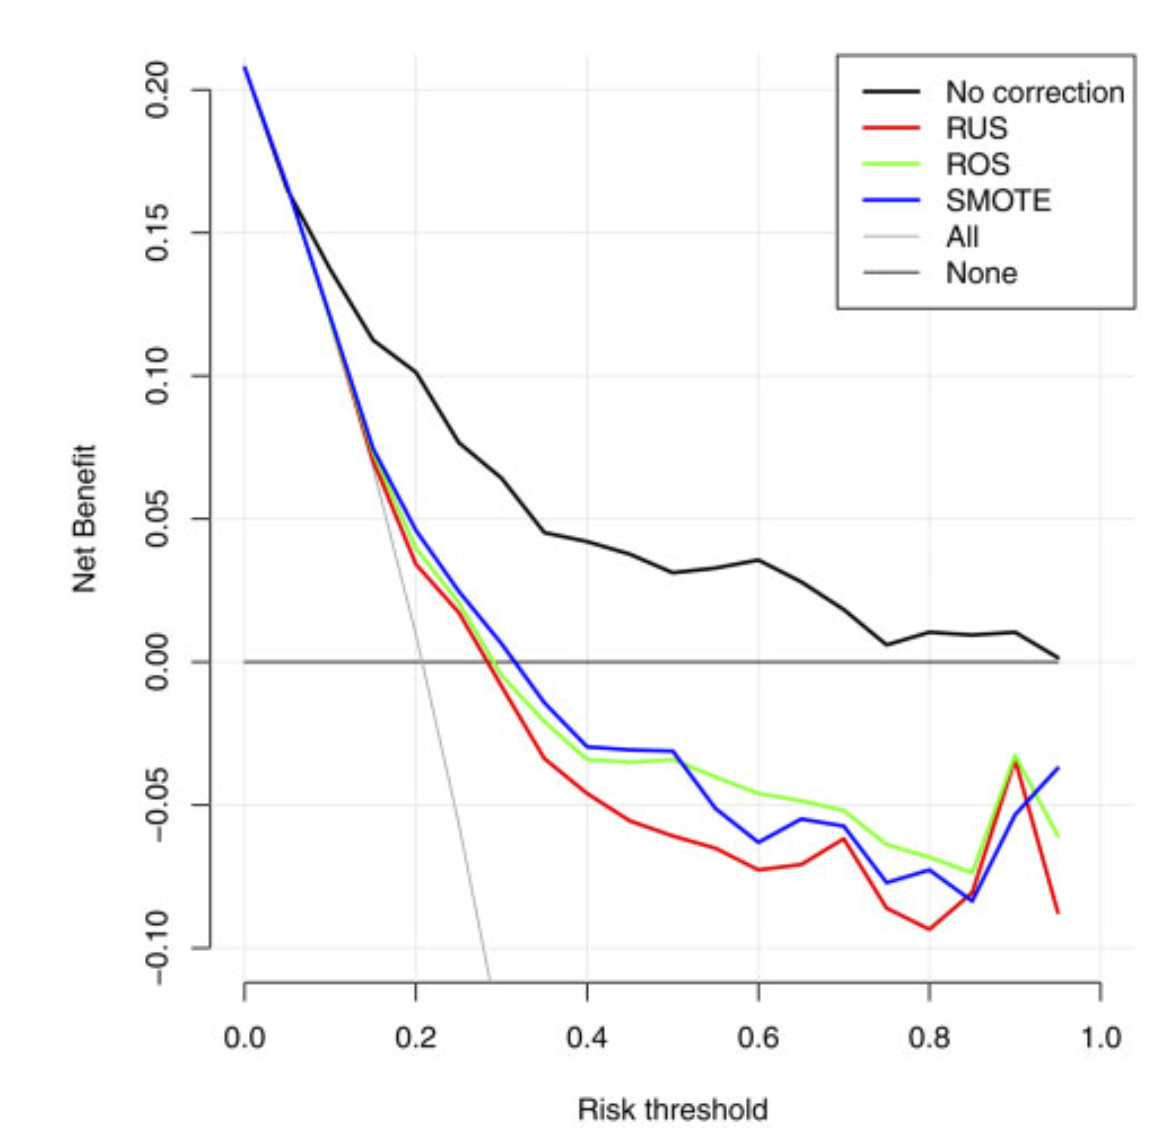 No correction
RUS
ROS
SMOTE
All
None
Net Benefit
0.20
0.15
0.10
0.05
0.00
−0.05
−0.10
0.0 0.2 0.4 0.6 0.8 1.0
Risk threshold